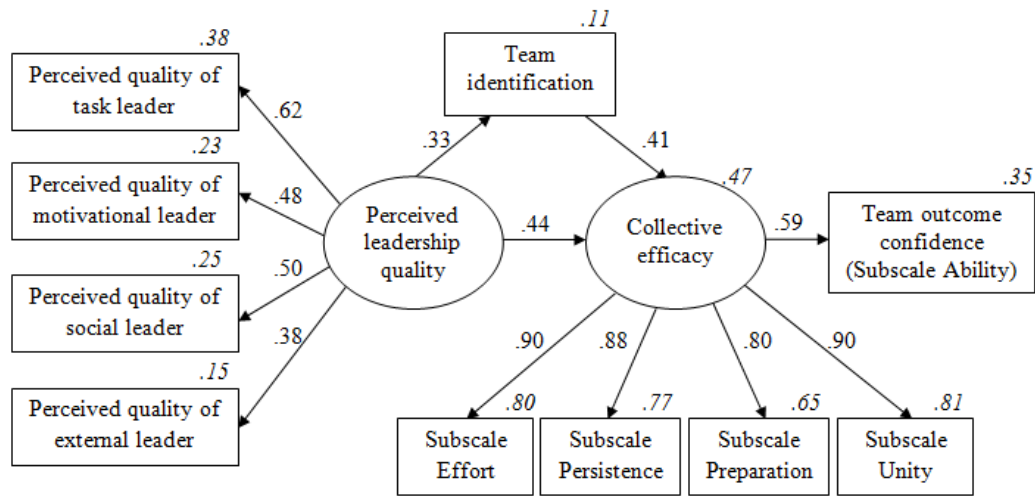 .38
Perceived quality of
task leader
.62
.23
Perceived quality of
motivational leader
.48
.25
Perceived quality of
social leader
.50
.15
Perceived quality of
external leader
.38
Perceived
leadership
quality
.33
.11
Team
identification
.41
.44
.47
Collective
efficacy
.59
.35
Team outcome
confidence
(Subscale Ability)
.90
.88
.80
.90
.80
Subscale
Effort
.77
Subscale
Persistence
.65
Subscale
Preparation
.81
Subscale
Unity